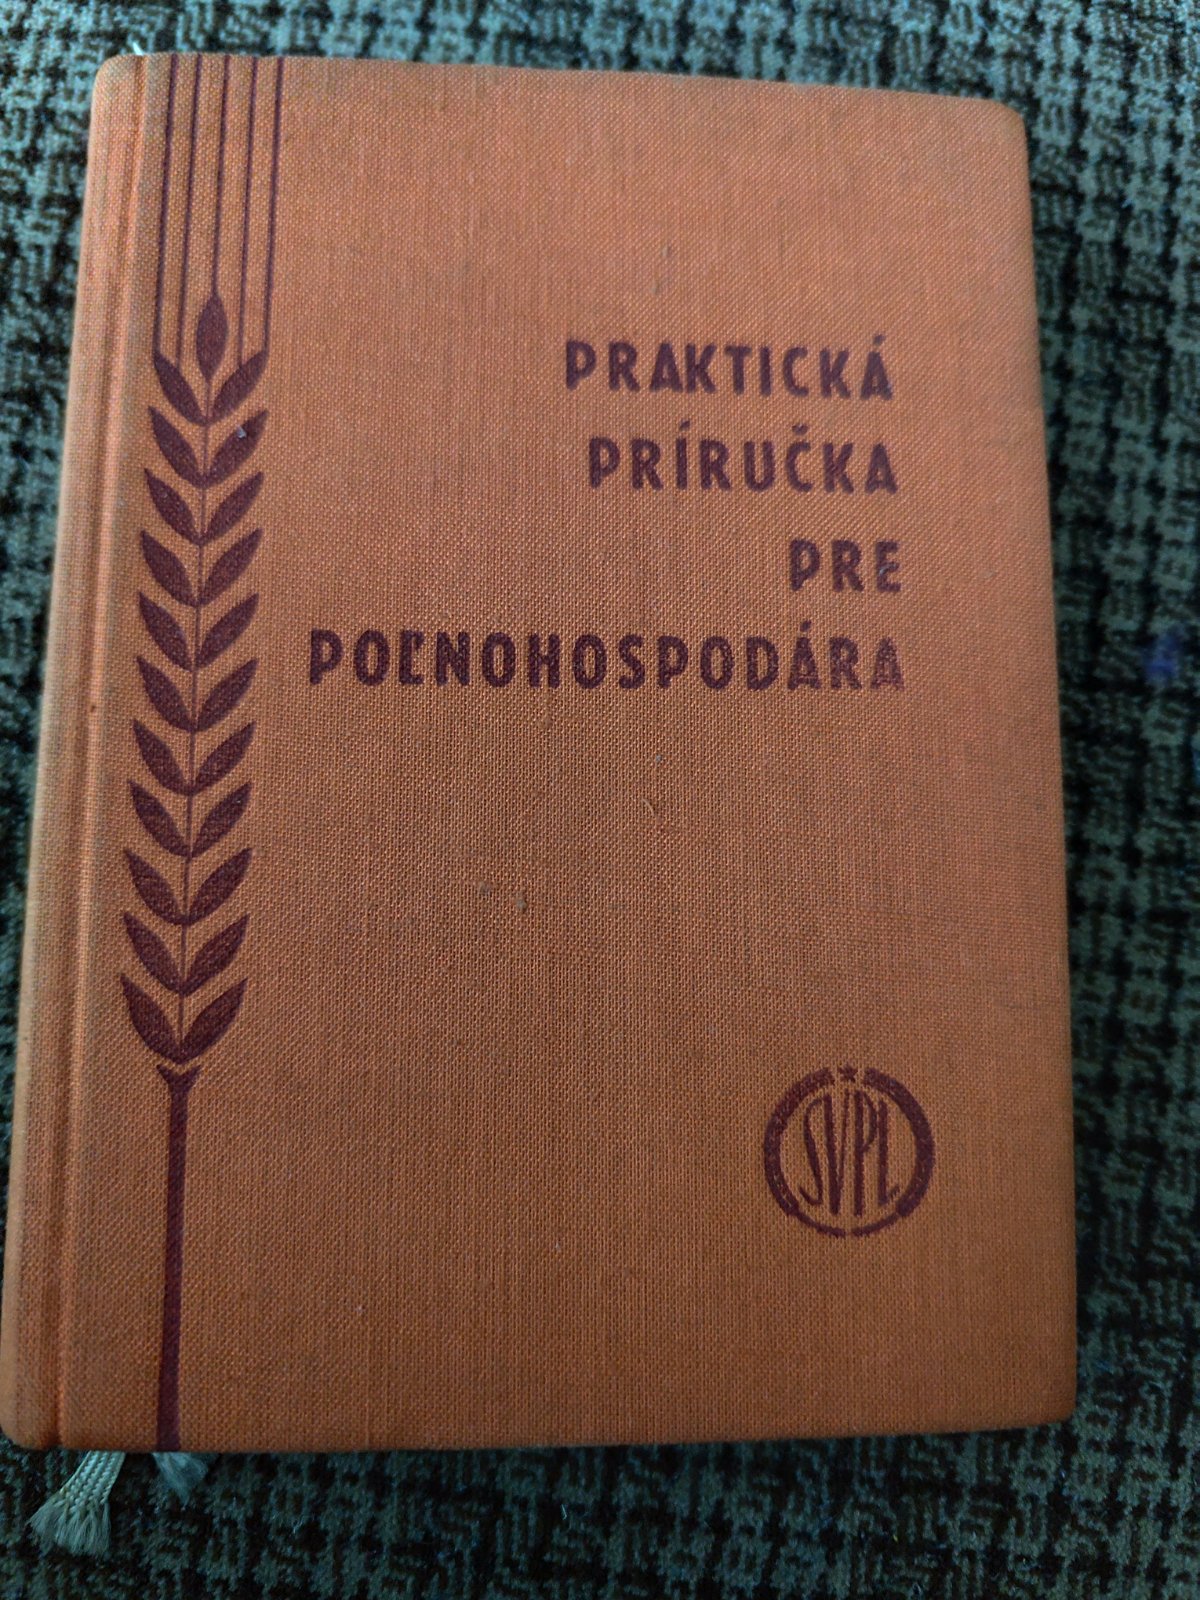 PRAKTICKÁ
PRÍRUČKA
PRE
POĽNOHOSPODÁRA
SVPL